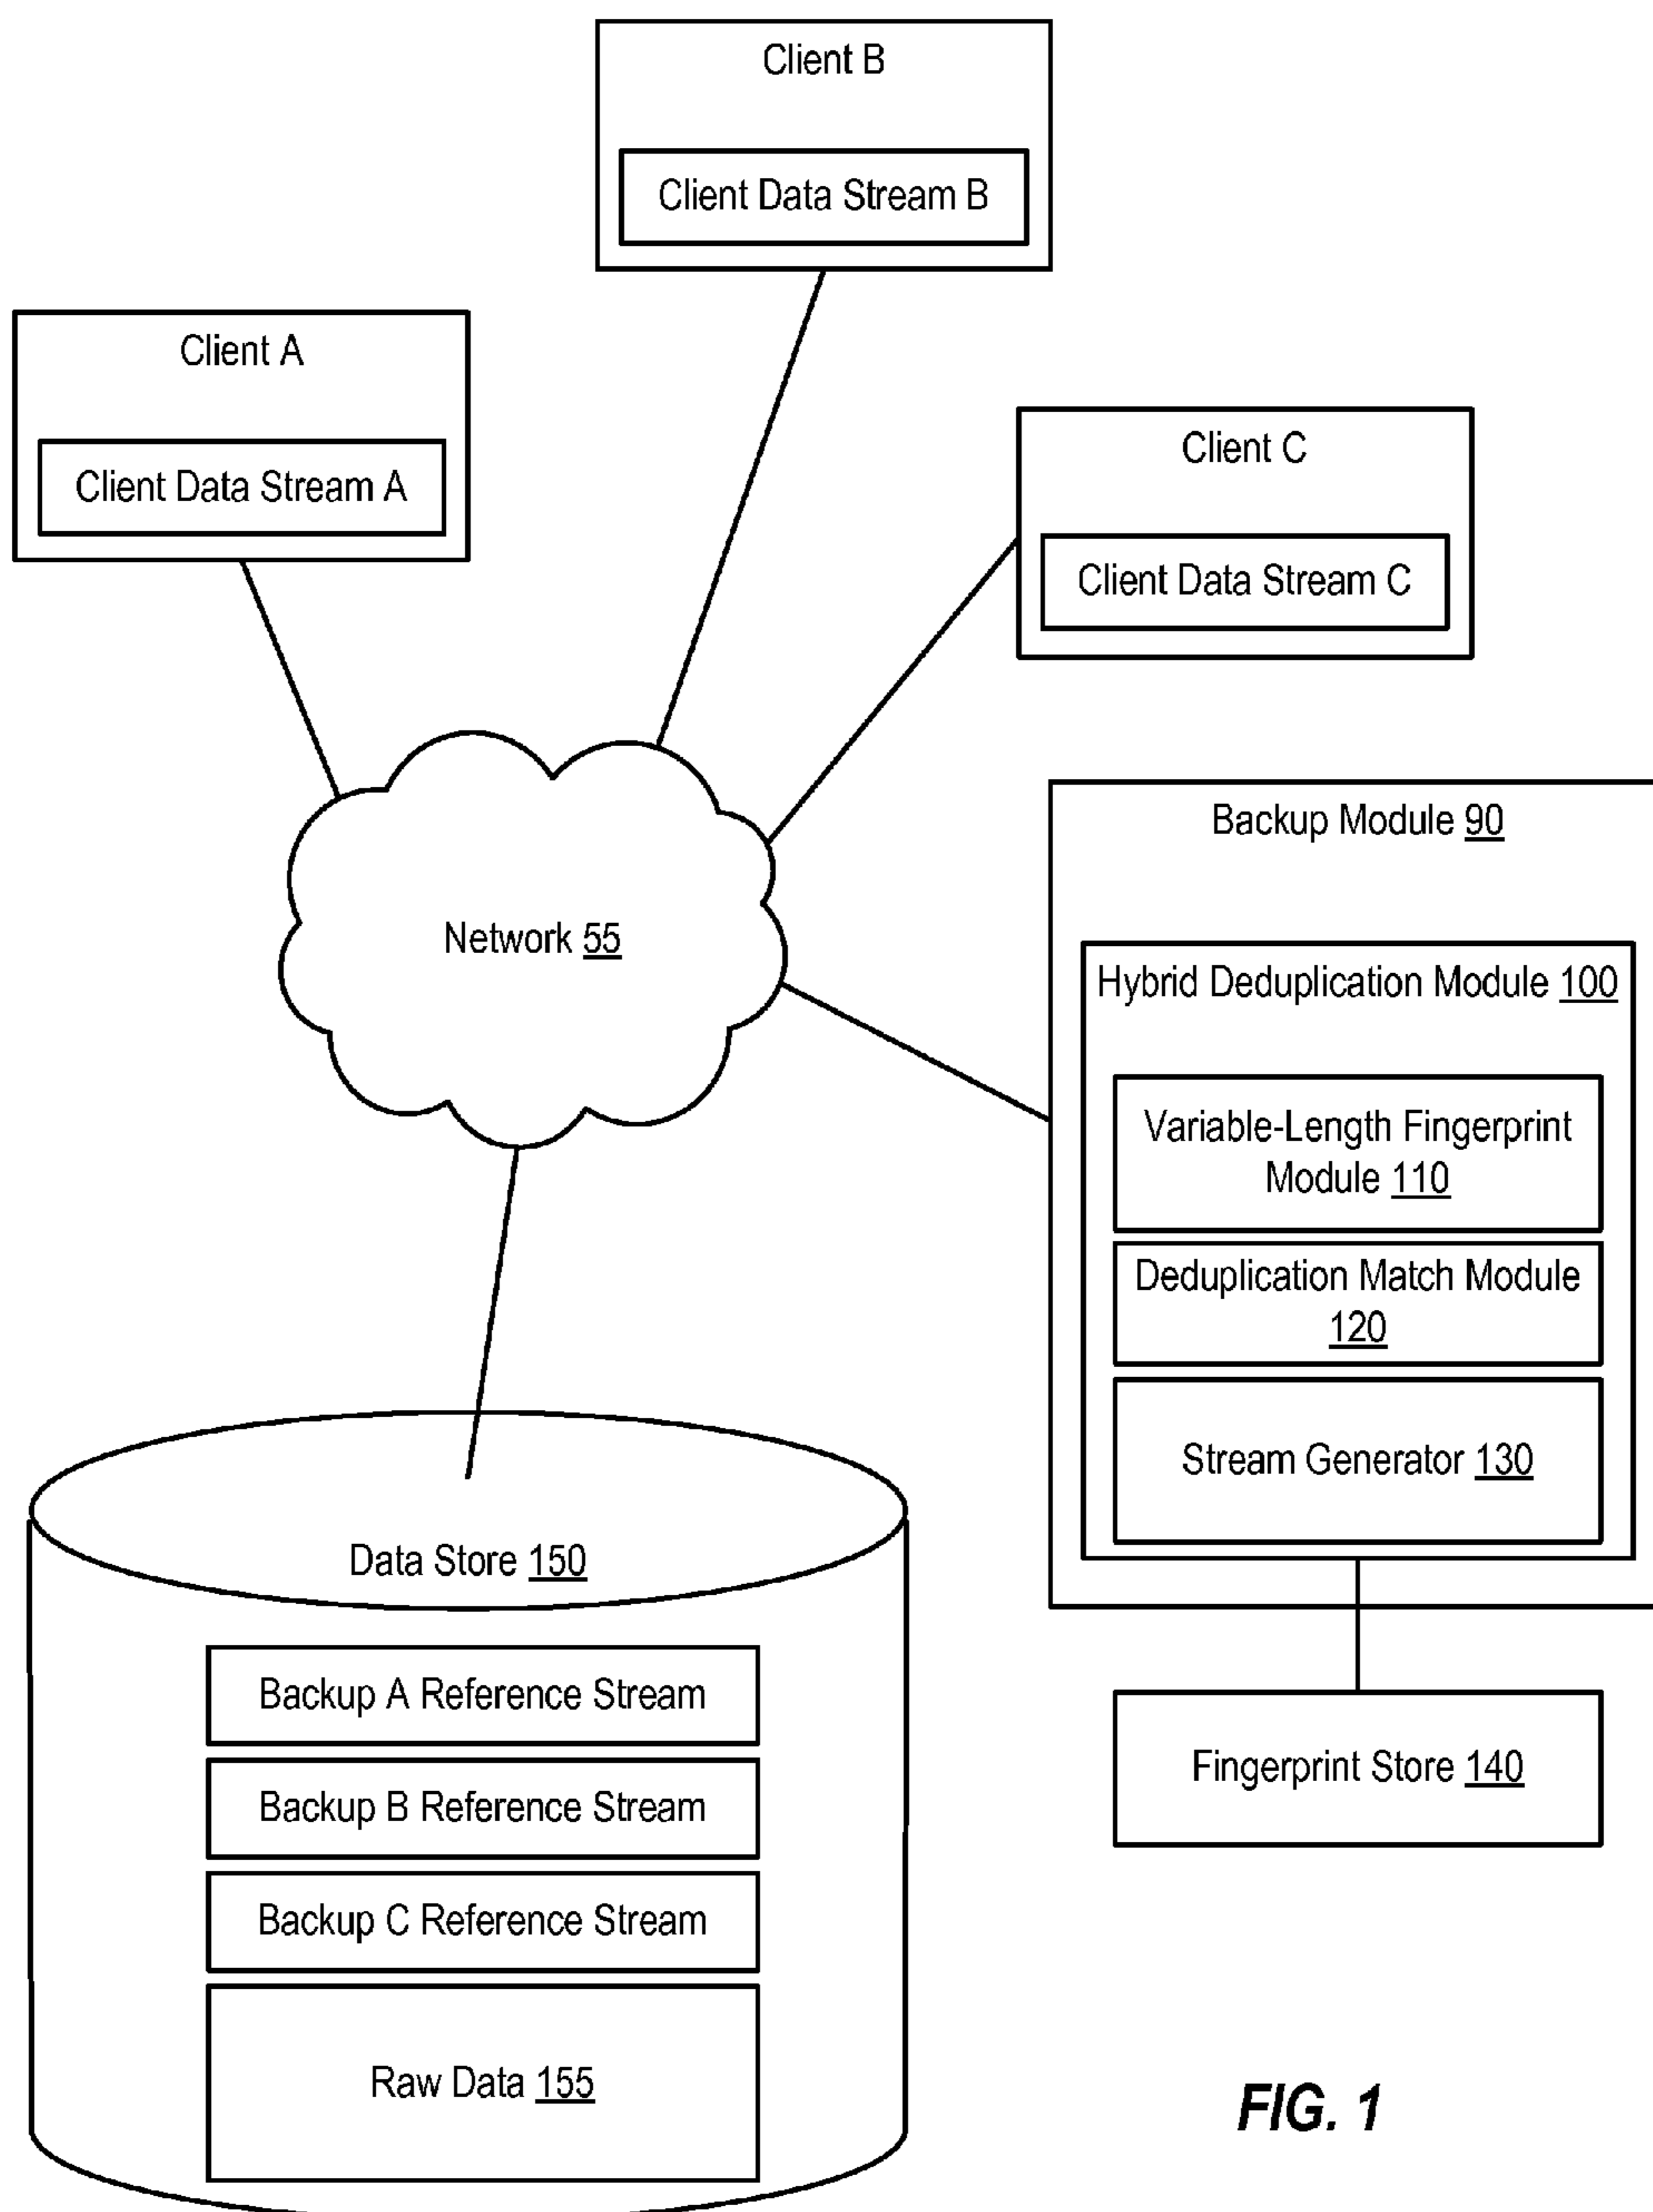 Client B
Client Data Stream B
Client A
Client Data Stream A
Client C
Client Data Stream C
Backup Module 90
Network 55
Hybrid Deduplication Module 100
Variable-Length Fingerprint
Module 110
Deduplication Match Module
120
Stream Generator 130
Data Store 150
Backup A Reference Stream
Backup B Reference Stream
Backup C Reference Stream
Raw Data 155
Fingerprint Store 140
FIG. 1